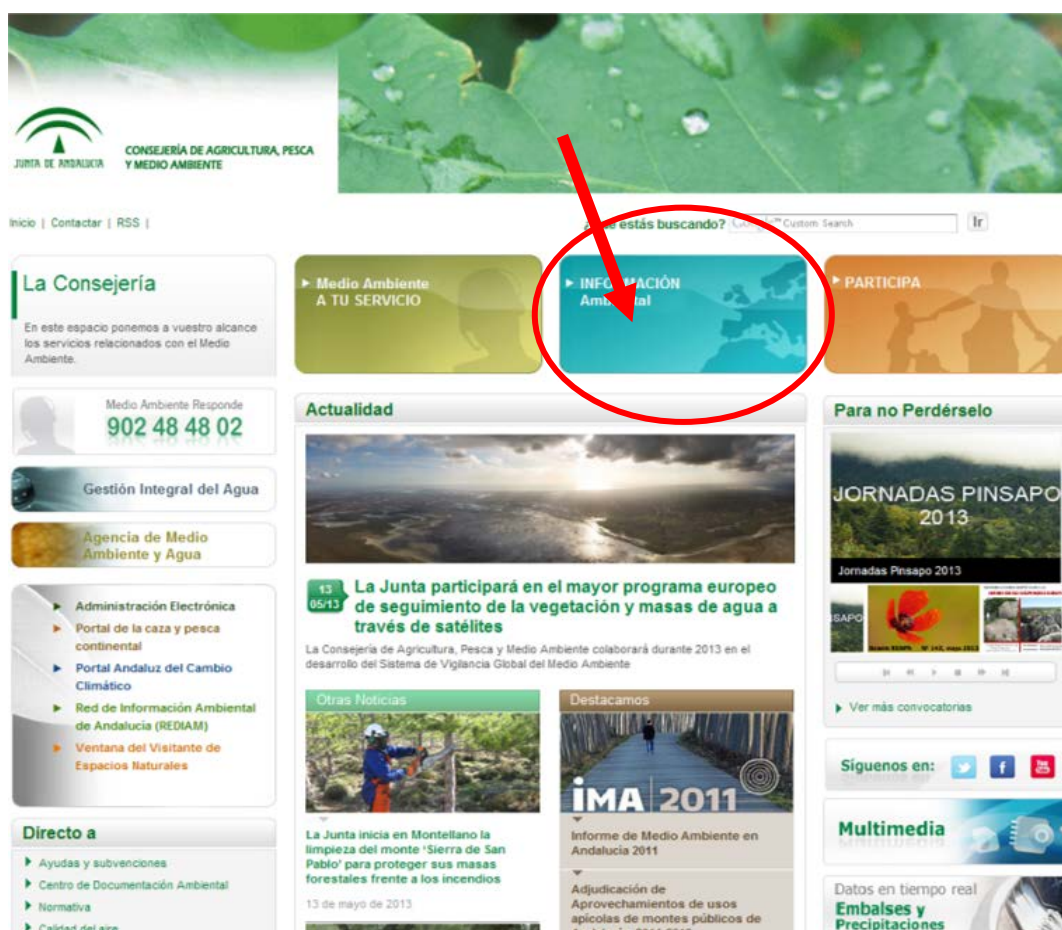 JUNTA DE ANDALUCIA
CONSEJERÍA DE AGRICULTURA, PESCA
Y MEDIO AMBIENTE
Inicio | Contactar | RSS |
estás buscando?
Custom Search
Ir
La Consejería
En este espacio ponemos a vuestro alcance
los servicios relacionados con el Medio
Ambiente.
Medio Ambiente Responde
902 48 48 02
Gestión Integral del Agua
Agencia de Medio
Ambiente y Agua
Administración Electrónica
Portal de la caza y pesca
continental
Portal Andaluz del Cambio
Climático
Red de Información Ambiental
de Andalucía (REDIAM)
Ventana del Visitante de
Espacios Naturales
Directo a
Ayudas y subvenciones
Centro de Documentación Ambiental
Normativa
Calidad del aire
Medio Ambiente
A TU SERVICIO
INFORMACIÓN
Ambiental
PARTICIPA
Actualidad
13
05/13
La Junta participará en el mayor programa europeo
de seguimiento de la vegetación y masas de agua a
través de satélites
La Consejería de Agricultura, Pesca y Medio Ambiente colaborará durante 2013 en el
desarrollo del Sistema de Vigilancia Global del Medio Ambiente
Otras Noticias
La Junta inicia en Montellano la
limpieza del monte 'Sierra de San
Pablo' para proteger sus masas
forestales frente a los incendios
13 de mayo de 2013
Destacamos
iMA 2011
Informe de Medio Ambiente en
Andalucía 2011
Adjudicación de
Aprovechamientos de usos
apícolas de montes públicos de
Para no Perdérselo
JORNADAS PINSAPO
2013
Jornadas Pinsapo 2013
Ver más convocatorias
Síguenos en:
Multimedia
Datos en tiempo real
Embalses y
Precipitaciones